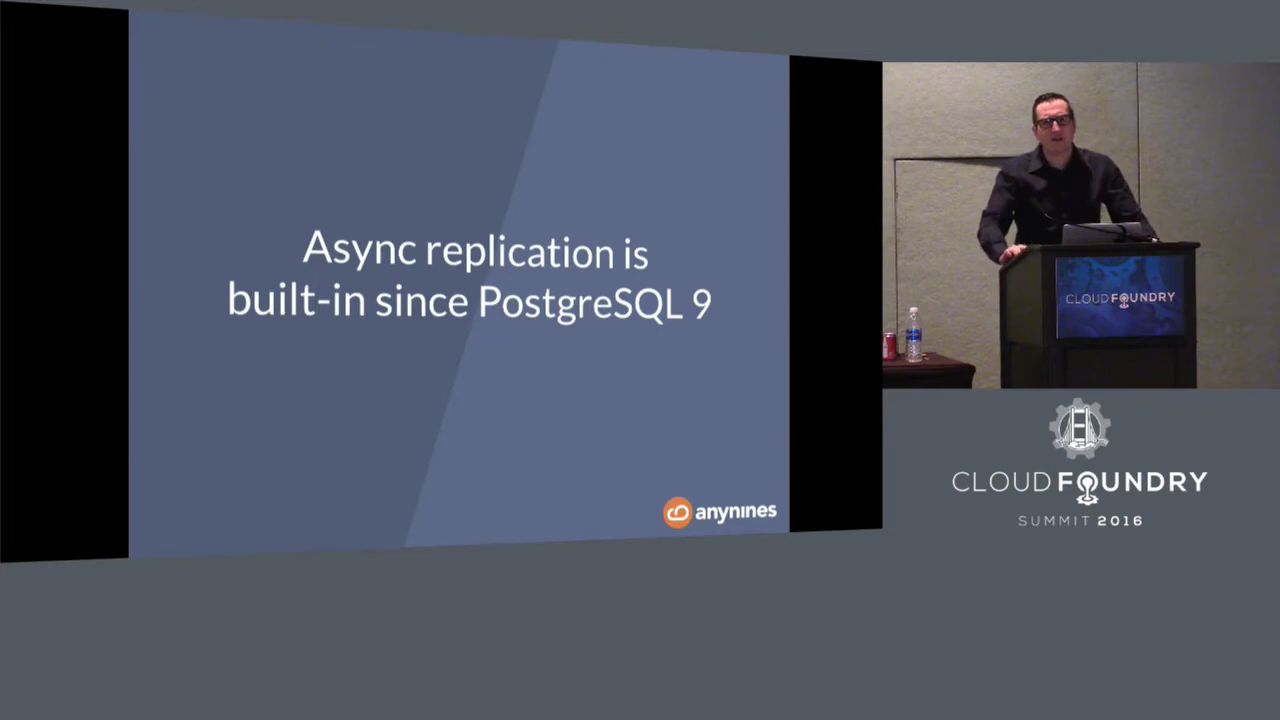 Async replication is
built-in since PostgreSQL 9
anynines
CLOUD FOUNDRY
CLOUD FOUNDRY
SUMMIT 2016